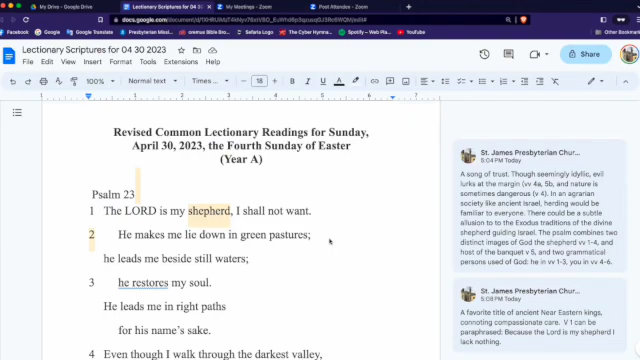 My Drive – Google Drive
Lectionary Scriptures for 04 30
My Meetings - Zoom
Post Attendee - Zoom
Presbyterian Missi...
Facebook
Google
Google Translate
oremus Bible Bro...
Settings
The Cyber Hymna...
St. James Presbyte...
Other Bookmarks
Lectionary Scriptures for 04 30 2023
File Edit View Insert Format Tools Extensions Help
Share
100%
Normal text
Times ...
18
Revised Common Lectionary Readings for Sunday,
April 30, 2023, the Fourth Sunday of Easter
(Year A)
Psalm 23
1 The LORD is my shepherd, I shall not want.
2 He makes me lie down in green pastures;
he leads me beside still waters;
3 he restores my soul.
He leads me in right paths
for his name's sake.
4 Even though I walk through the darkest valley,
St. James Presbyterian Chur...
5:04 PM Today
A song of trust. Though seemingly idyllic, evil
lurks at the margin (vv 4a, 5b, and nature is
sometimes dangerous (v 4). In an agrarian
society like ancient Israel, herding would be
familiar to everyone. There could be a subtle
allusion to to the Exodus traditions of the
divine shepherd guiding Israel. The psalm combines two
distinct images of God the shepherd vv 1-4, and
host of the banquet v 5, and two grammatical
persons used of God: he in vv 1-3, you in vv 4-6.
St. James Presbyterian Chur...
5:08 PM Today
A favorite title of ancient Near Eastern kings,
connoting compassionate care. V 1 can be
paraphrased: Because the Lord is my shepherd I
lack nothing.